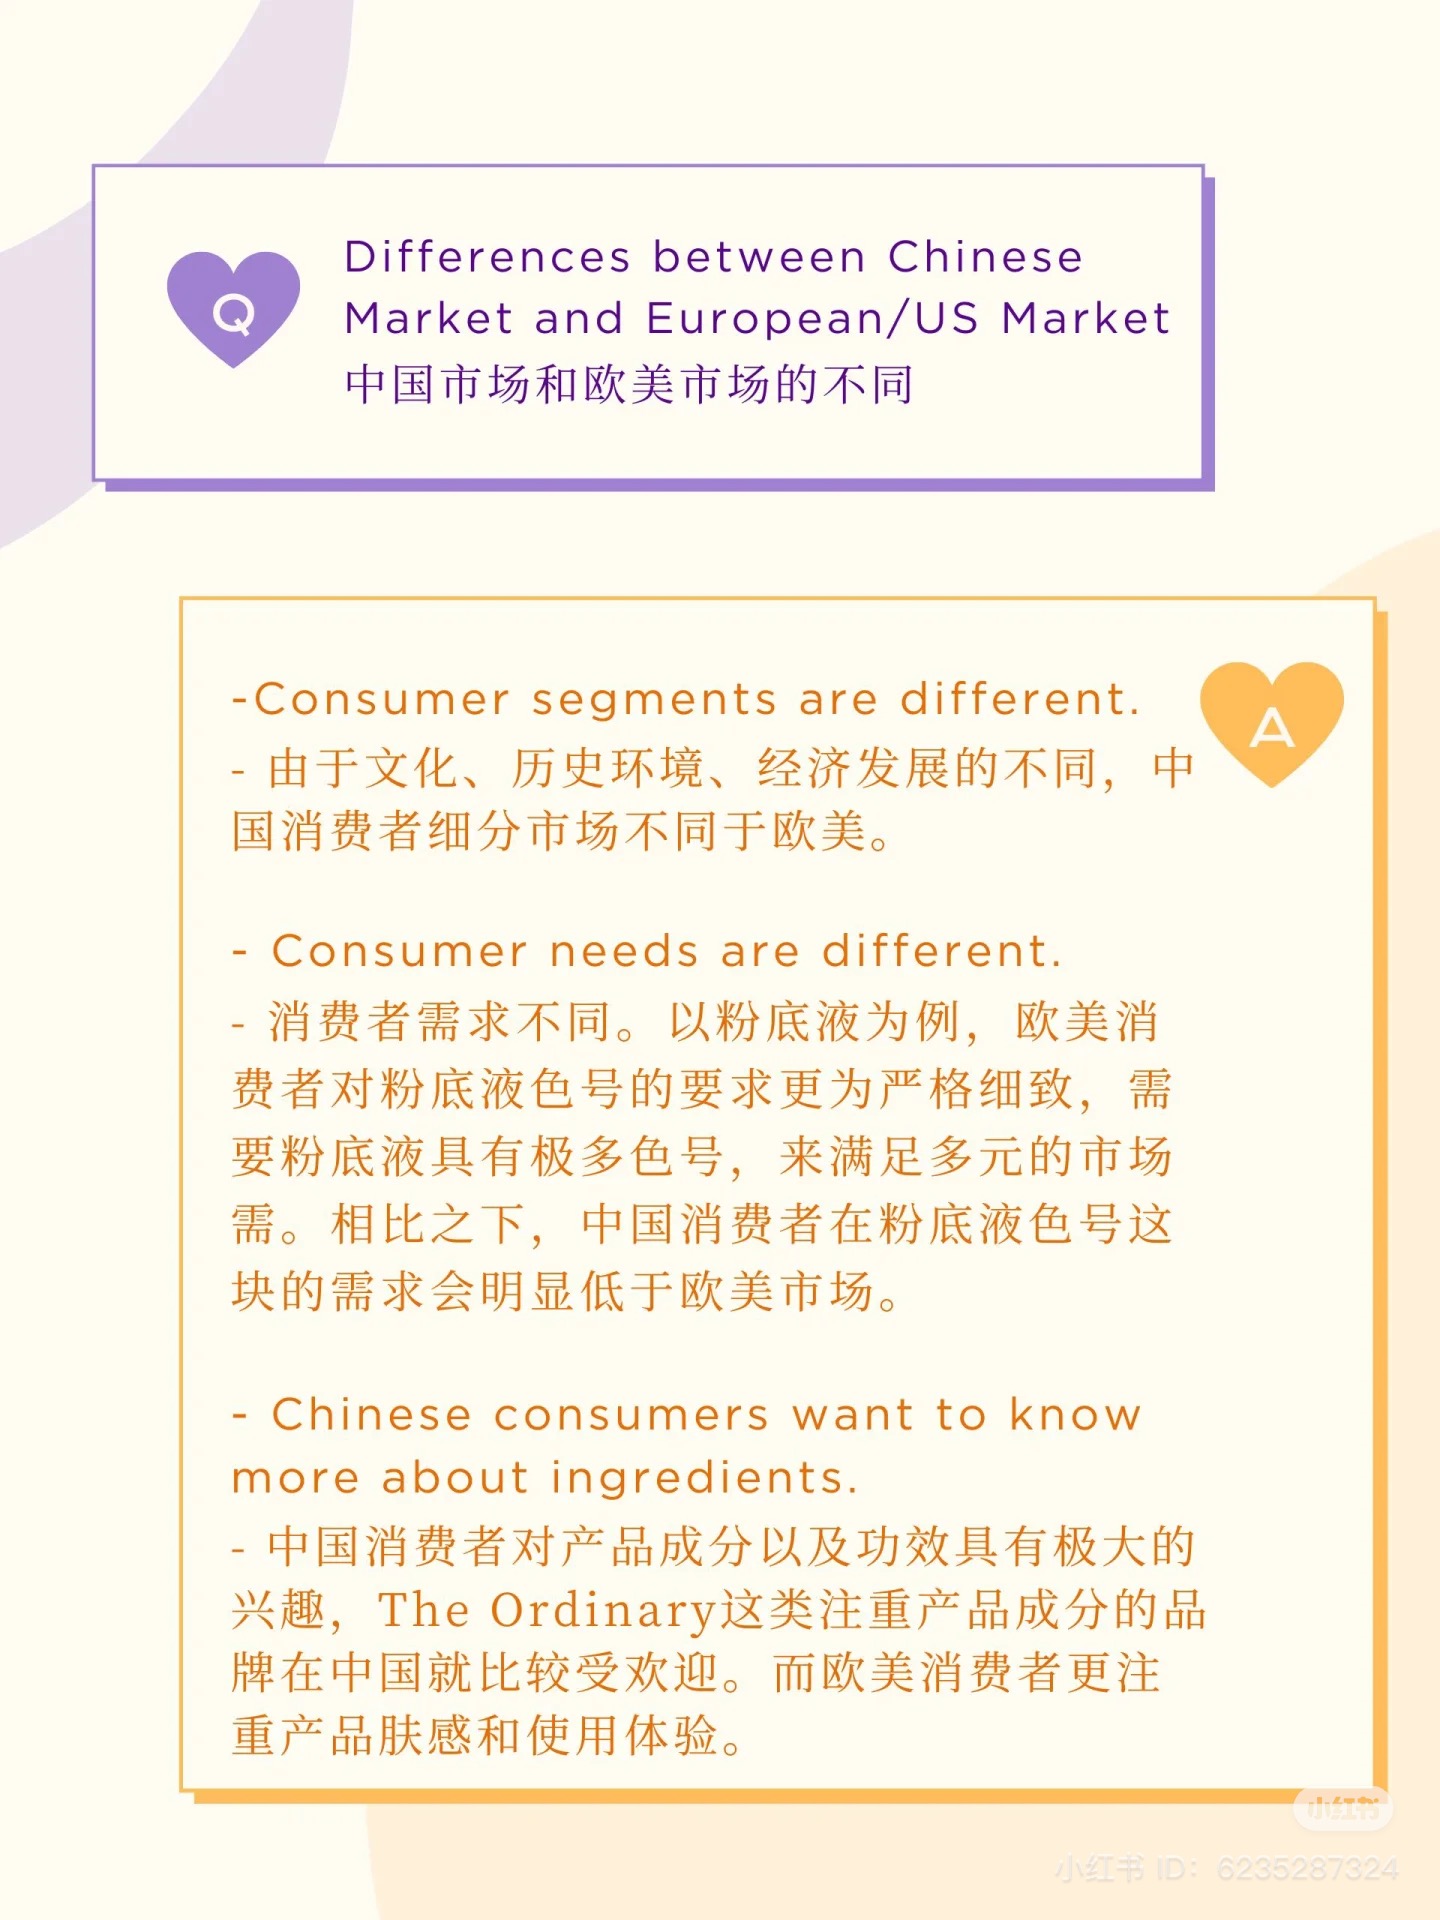 Q
Differences between Chinese
Market and European/US Market
中国市场和欧美市场的不同
A
-Consumer segments are different.
- 由于文化、历史环境、经济发展的不同，中
国消费者细分市场不同于欧美。
- Consumer needs are different.
- 消费者需求不同。以粉底液为例，欧美消
费者对粉底液色号的要求更为严格细致，需
要粉底液具有极多色号，来满足多元的市场
需。相比之下，中国消费者在粉底液色号这
块的需求会明显低于欧美市场。
- Chinese consumers want to know
more about ingredients.
- 中国消费者对产品成分以及功效具有极大的
兴趣，The Ordinary这类注重产品成分的品
牌在中国就比较受欢迎。而欧美消费者更注
重产品肤感和使用体验。
小红书
小红书 ID：6235287324